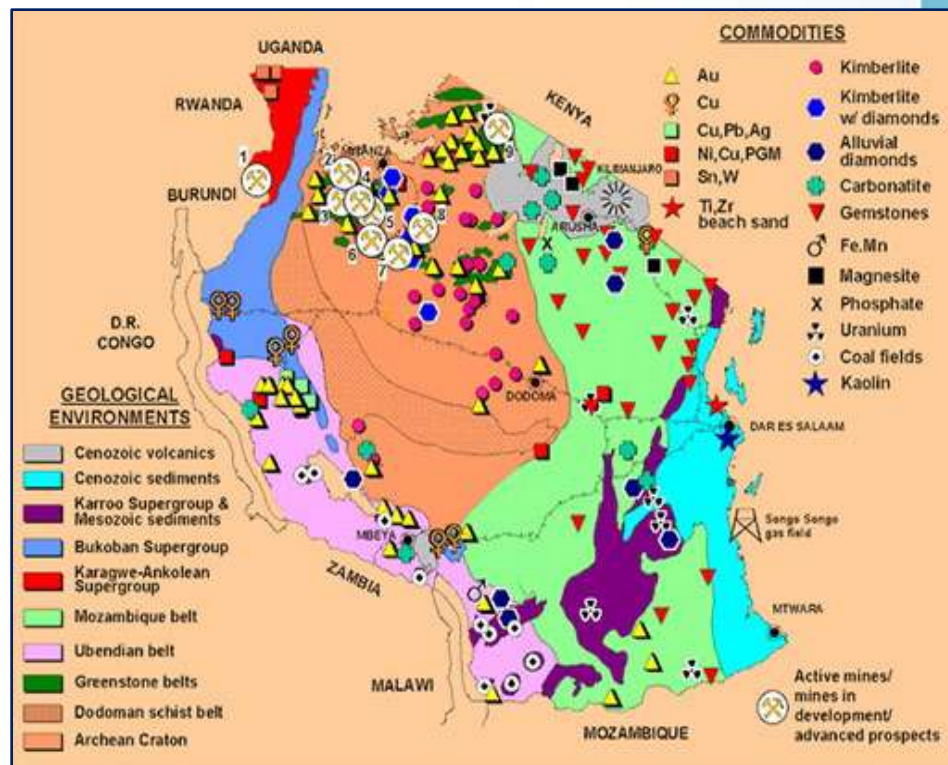 UGANDA
RWANDA
BURUNDI
KENYA
MWANZA
KILIMANJARO
ARUSHA
D.R.
CONGO
DODOMA
DAR ES SALAAM
Songo Songo
gas field
MBEYA
ZAMBIA
MTWARA
MALAWI
MOZAMBIQUE
1
2
3
4
5
6
7
8
9
COMMODITIES
Au
Cu
Cu,Pb,Ag
Ni,Cu,PGM
Sn,W
Kimberlite
Kimberlite
w/ diamonds
Alluvial
diamonds
Carbonatite
Gemstones
Ti,Zr
beach sand
Fe.Mn
Magnesite
Phosphate
Uranium
Coal fields
Kaolin
GEOLOGICAL
ENVIRONMENTS
Cenozoic volcanics
Cenozoic sediments
Karroo Supergroup &
Mesozoic sediments
Bukoban Supergroup
Karagwe-Ankolean
Supergroup
Mozambique belt
Ubendian belt
Greenstone belts
Dodoman schist belt
Archean Craton
Active mines/
mines in
development/
advanced prospects